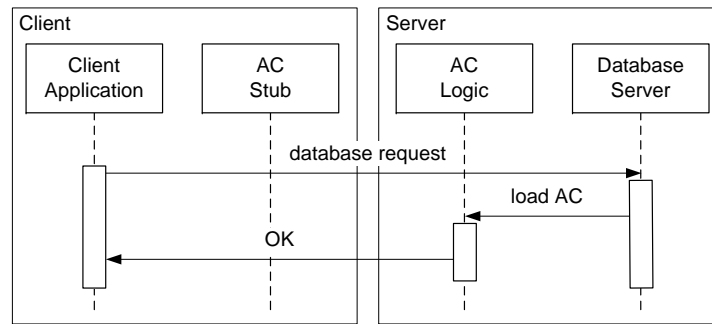 Client
Server
Client
Application
AC
Stub
AC
Logic
Database
Server
database request
load AC
OK